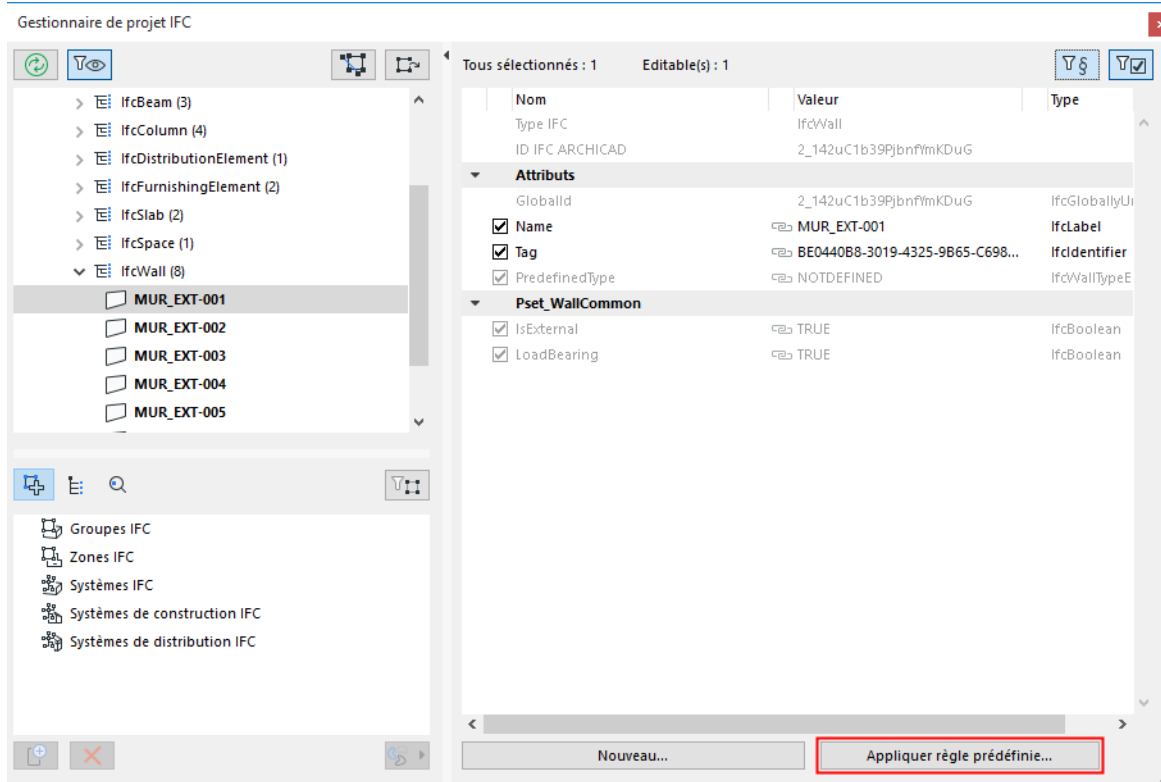 Gestionnaire de projet IFC
IfcBeam (3)
IfcColumn (4)
IfcDistributionElement (1)
IfcFurnishingElement (2)
IfcSlab (2)
IfcSpace (1)
IfcWall (8)
MUR_EXT-001
MUR_EXT-002
MUR_EXT-003
MUR_EXT-004
MUR_EXT-005
Groupes IFC
Zones IFC
Systèmes IFC
Systèmes de construction IFC
Systèmes de distribution IFC
Tous sélectionnés : 1 Editable(s) : 1
Nom Valeur Type
Type IFC IfcWall
ID IFC ARCHICAD 2_142uC1b39PjbnfYmKDuG
Attributs
GlobalId 2_142uC1b39PjbnfYmKDuG IfcGloballyU
Name MUR_EXT-001 IfcLabel
Tag BE0440B8-3019-4325-9B65-C698... IfcIdentifier
PredefinedType NOTDEFINED IfcWallTypeE
Pset_WallCommon
IsExternal TRUE IfcBoolean
LoadBearing TRUE IfcBoolean
Nouveau... Appliquer règle prédéfinie...